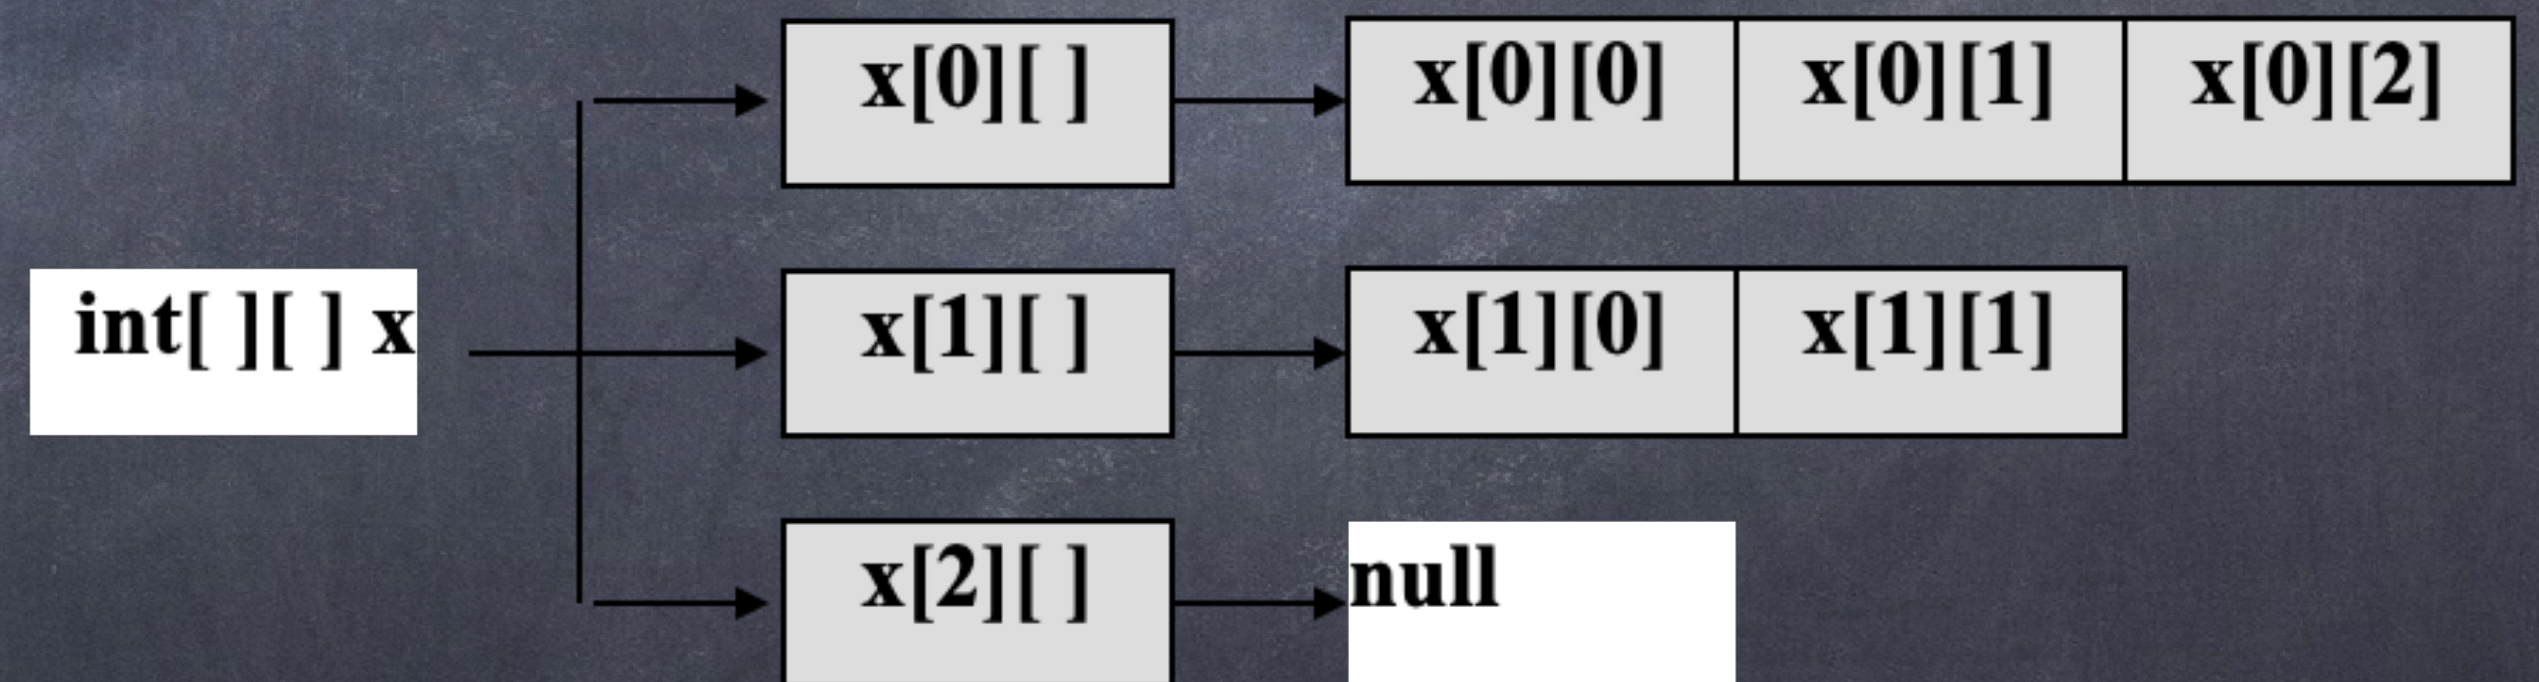 x[0][ ] x[0][0] x[0][1] x[0][2]
int[ ][ ] x x[1][ ] x[1][0] x[1][1]
x[2][ ] null